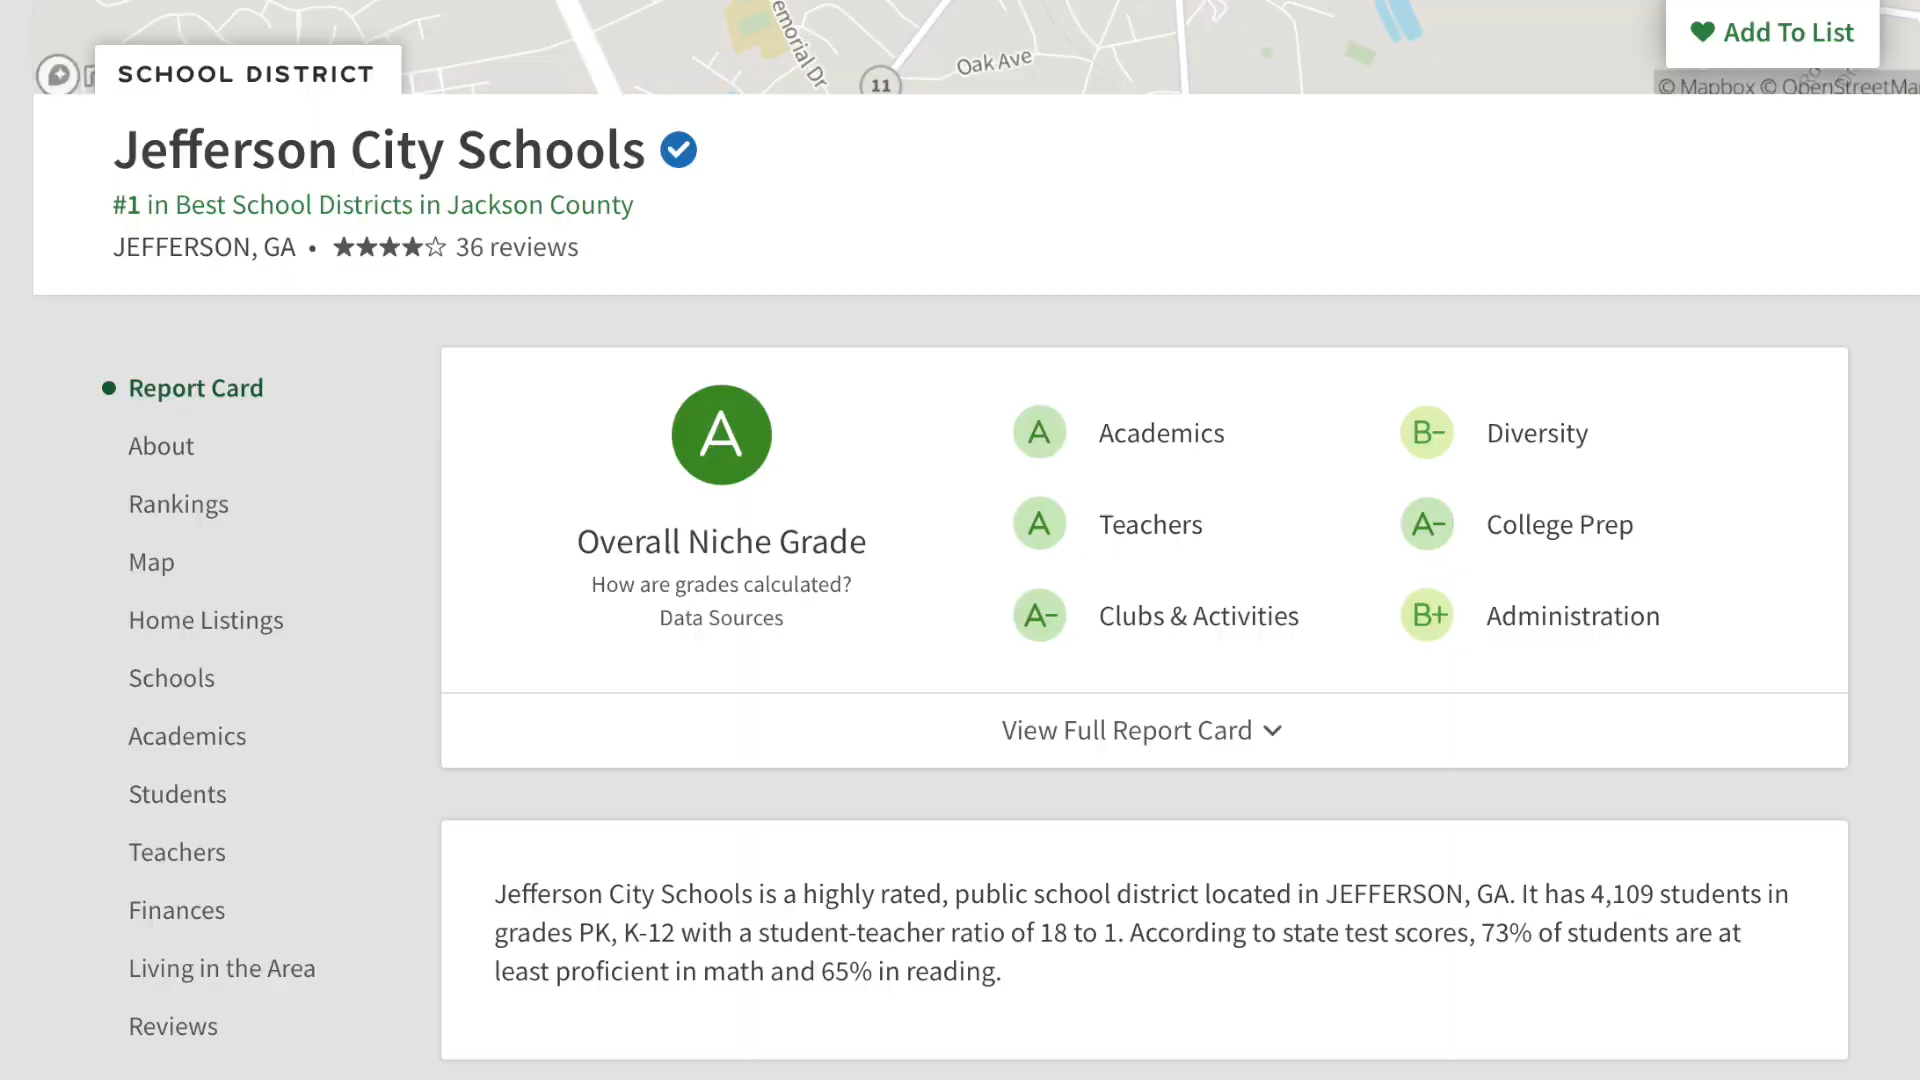 Oak Ave
11
Add To List
SCHOOL DISTRICT
© Mapbox © OpenStreetMa
Jefferson City Schools
#1 in Best School Districts in Jackson County
JEFFERSON, GA • ★★★★☆ 36 reviews
Report Card
About
Rankings
Map
Home Listings
Schools
Academics
Students
Teachers
Finances
Living in the Area
Reviews
A
Overall Niche Grade
How are grades calculated?
Data Sources
A Academics
B- Diversity
A Teachers
A- College Prep
A- Clubs & Activities
B+ Administration
View Full Report Card
Jefferson City Schools is a highly rated, public school district located in JEFFERSON, GA. It has 4,109 students in
grades PK, K-12 with a student-teacher ratio of 18 to 1. According to state test scores, 73% of students are at
least proficient in math and 65% in reading.